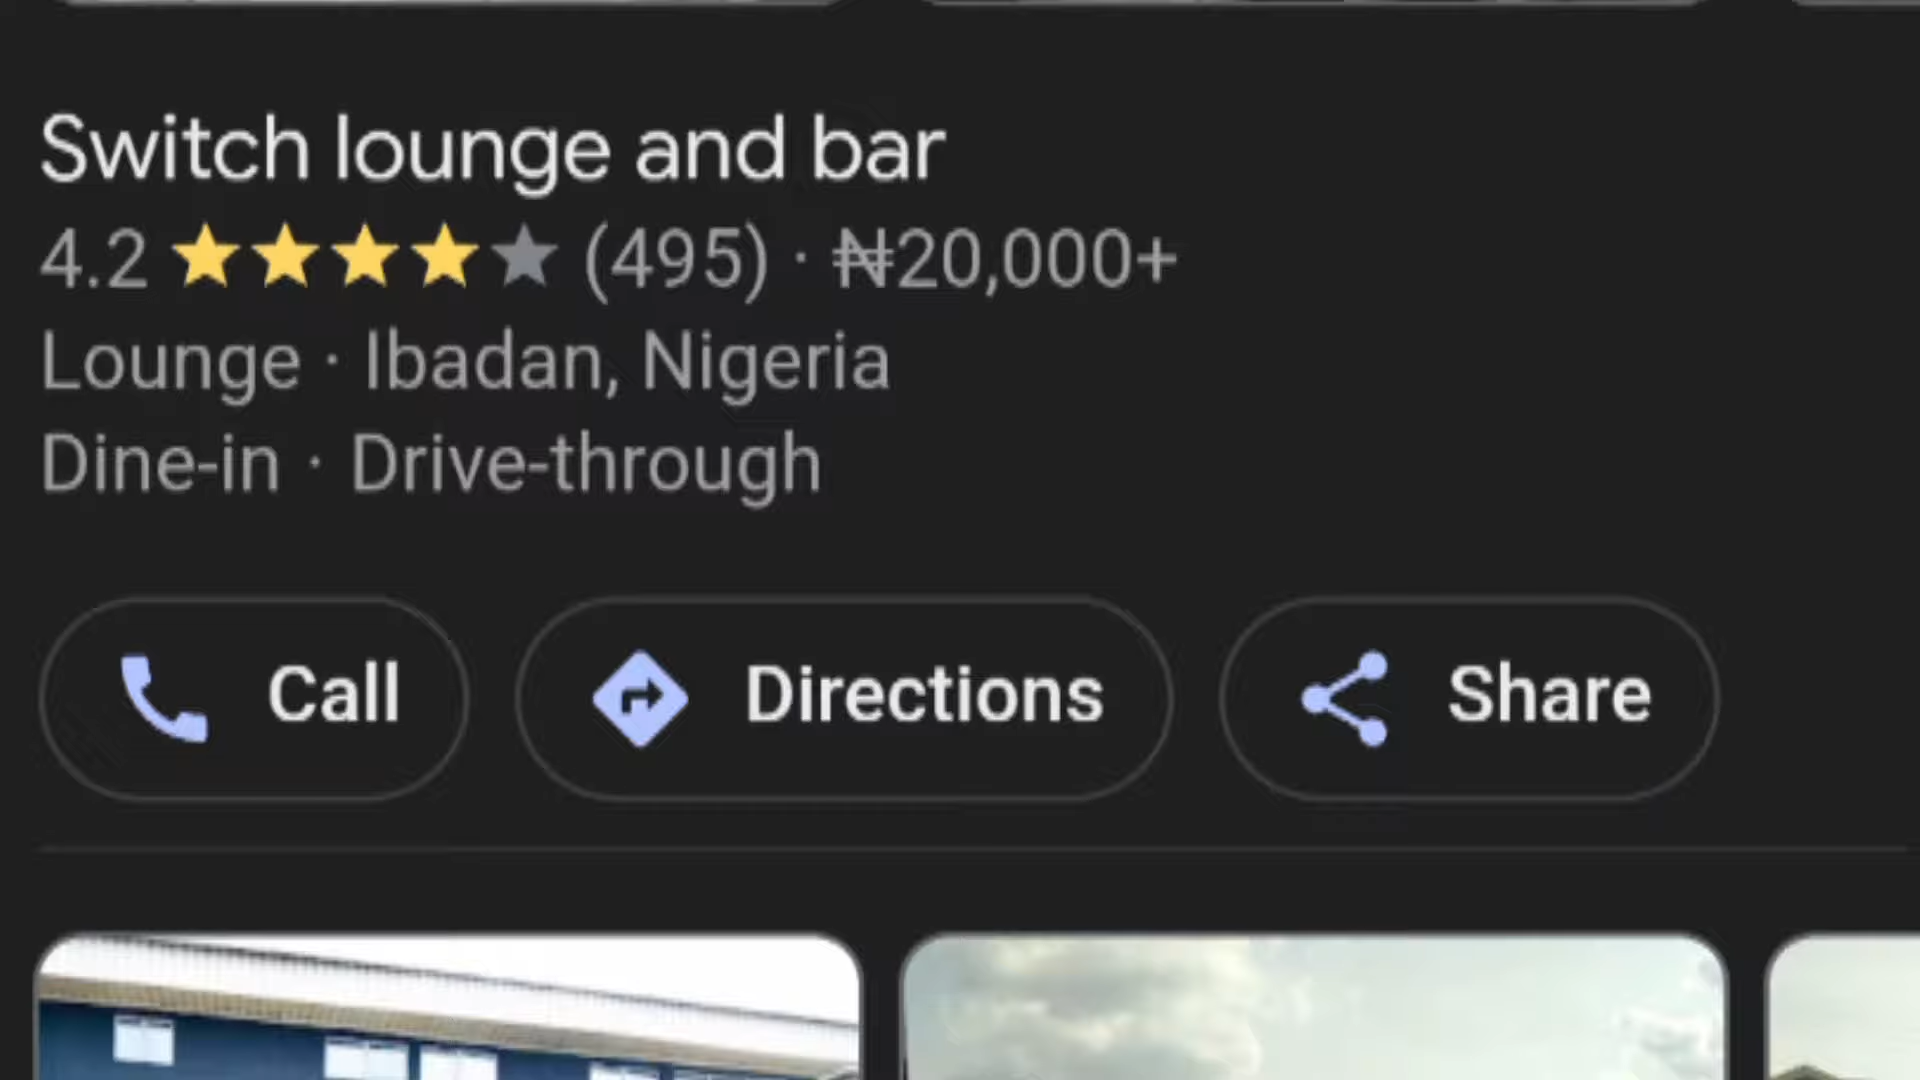 Switch lounge and bar
4.2 (495) · ₦20,000+
Lounge · Ibadan, Nigeria
Dine-in · Drive-through
Call
Directions
Share